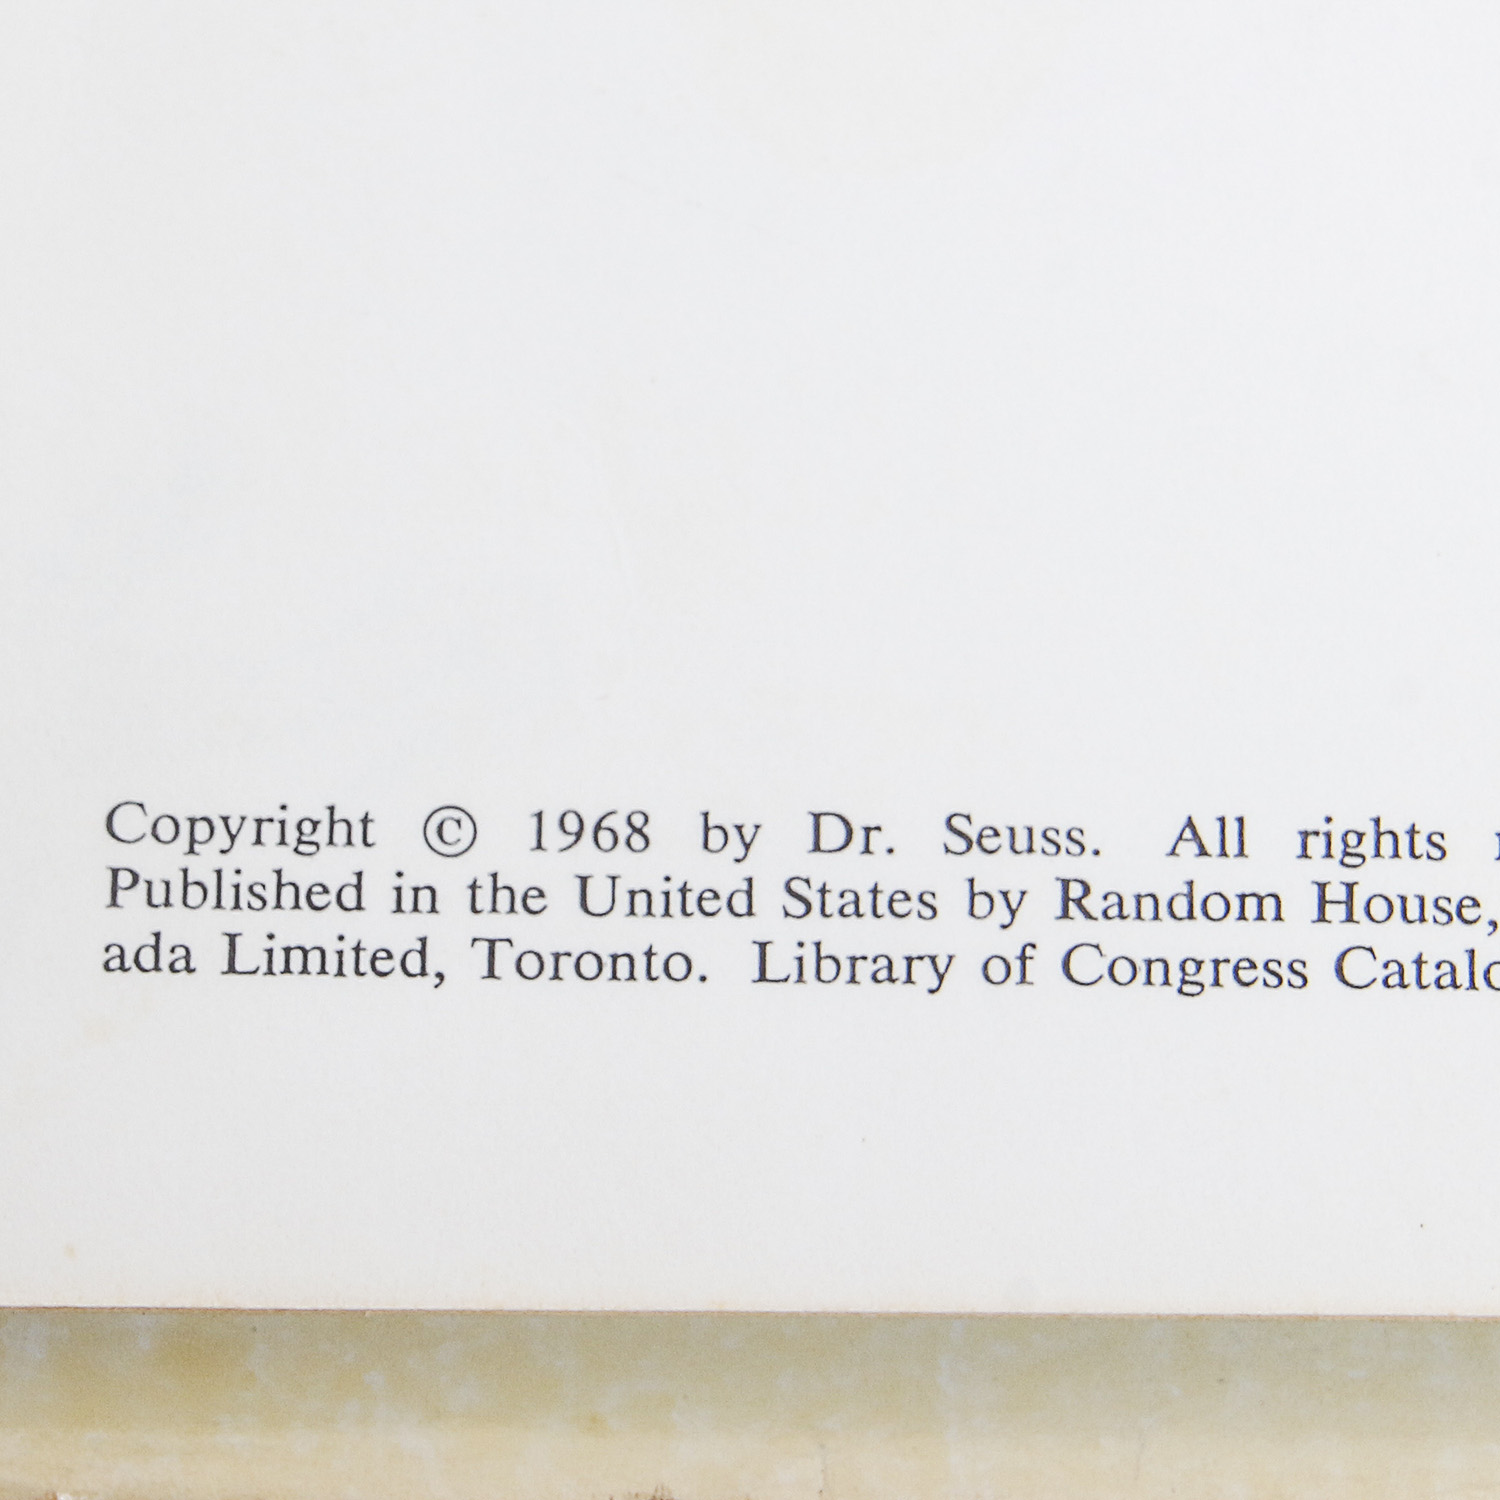 Copyright © 1968 by Dr. Seuss. All rights
Published in the United States by Random House,
ada Limited, Toronto. Library of Congress